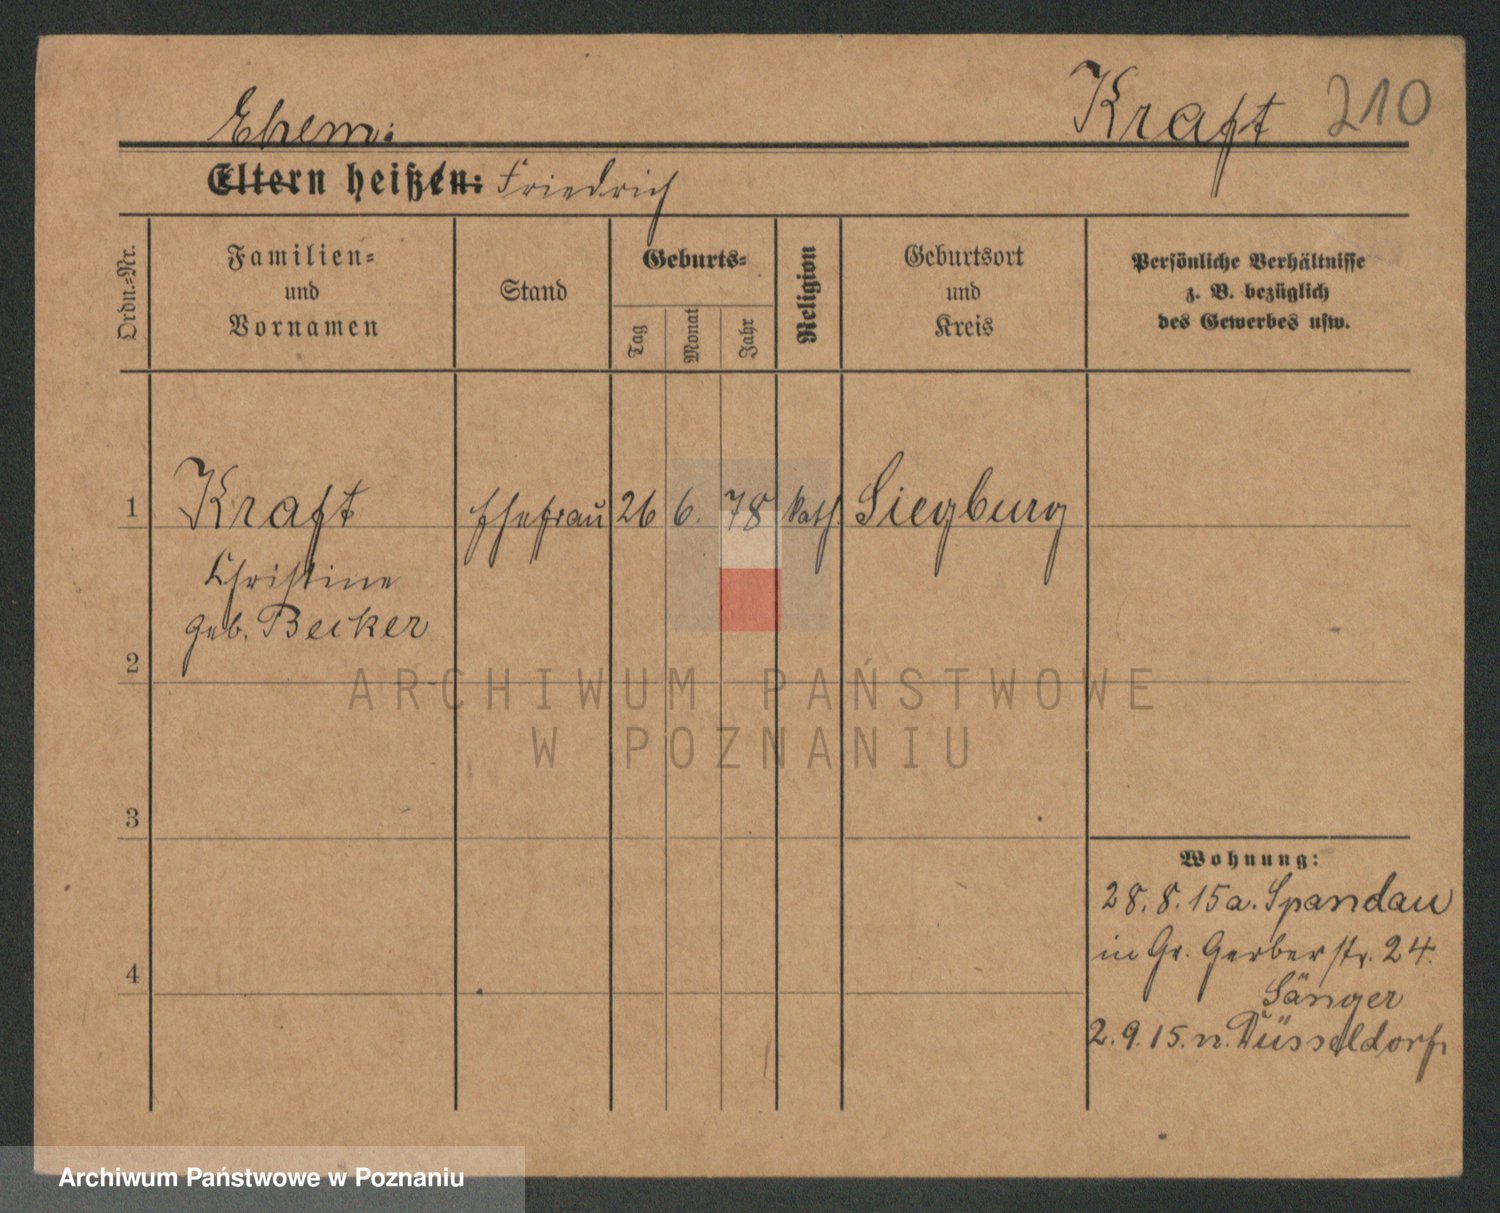 Kraft 210
Ehem:
Eltern heißen: Friedrich
Ordn.-Nr.
Familien-
und
Vornamen
Stand
Geburts-
Tag
Monat
Jahr
Religion
Geburtsort
und
Kreis
Persönliche Verhältnisse
z. B. bezüglich
des Gewerbes usw.
1 Kraft Ehefrau 26 6. 78 kath. Siegburg
Christine
geb. Becker
2
3
4
Wohnung:
28. 8. 15 a. Spandau
in Gr. Gerberstr. 24.
Sänger
2. 9. 15. n. Düsseldorf
ARCHIWUM PAŃSTWOWE
W POZNANIU
Archiwum Państwowe w Poznaniu